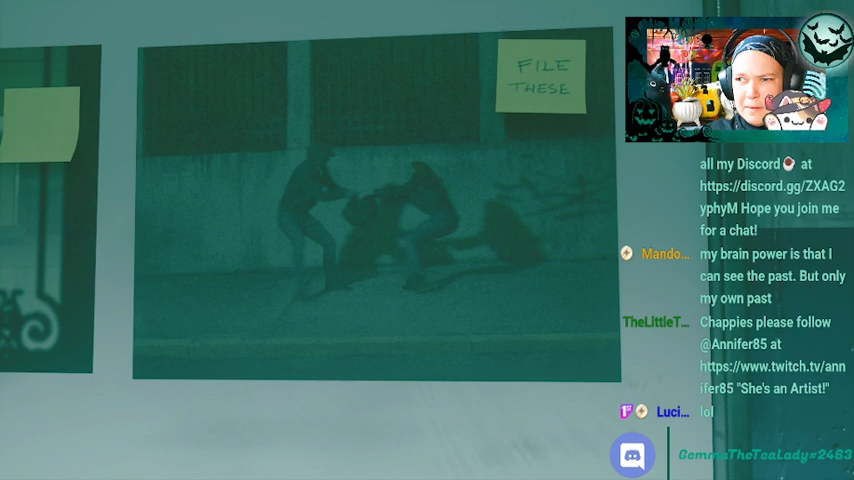 FILE
THESE
all my Discord at
https://discord.gg/ZXAG2
yphyM Hope you join me
for a chat!
Mando... my brain power is that I
can see the past. But only
my own past
TheLittleT... Chappies please follow
@Annifer85 at
https://www.twitch.tv/ann
ifer85 "She's an Artist!"
1st Luci... lol
GemmaTheTeaLady#2483